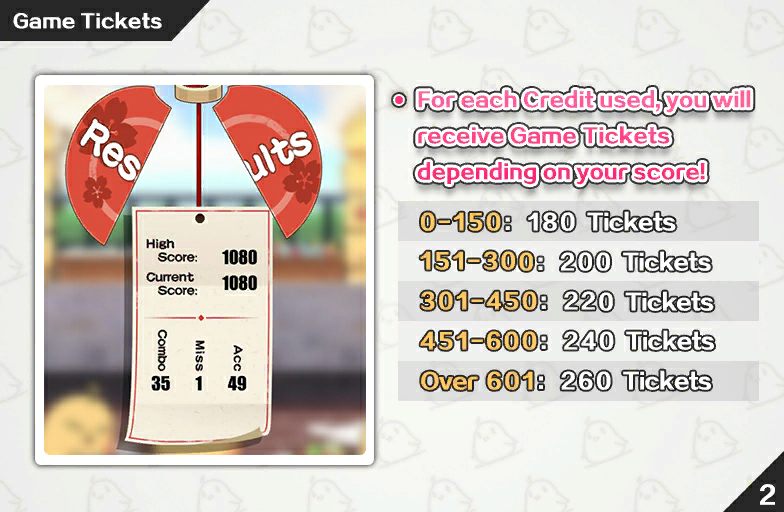 Game Tickets
Results
High
Score: 1080
Current
Score: 1080
Combo Miss Acc
35 1 49
For each Credit used, you will
receive Game Tickets
depending on your score!
0-150: 180 Tickets
151-300: 200 Tickets
301-450: 220 Tickets
451-600: 240 Tickets
Over 601: 260 Tickets
2